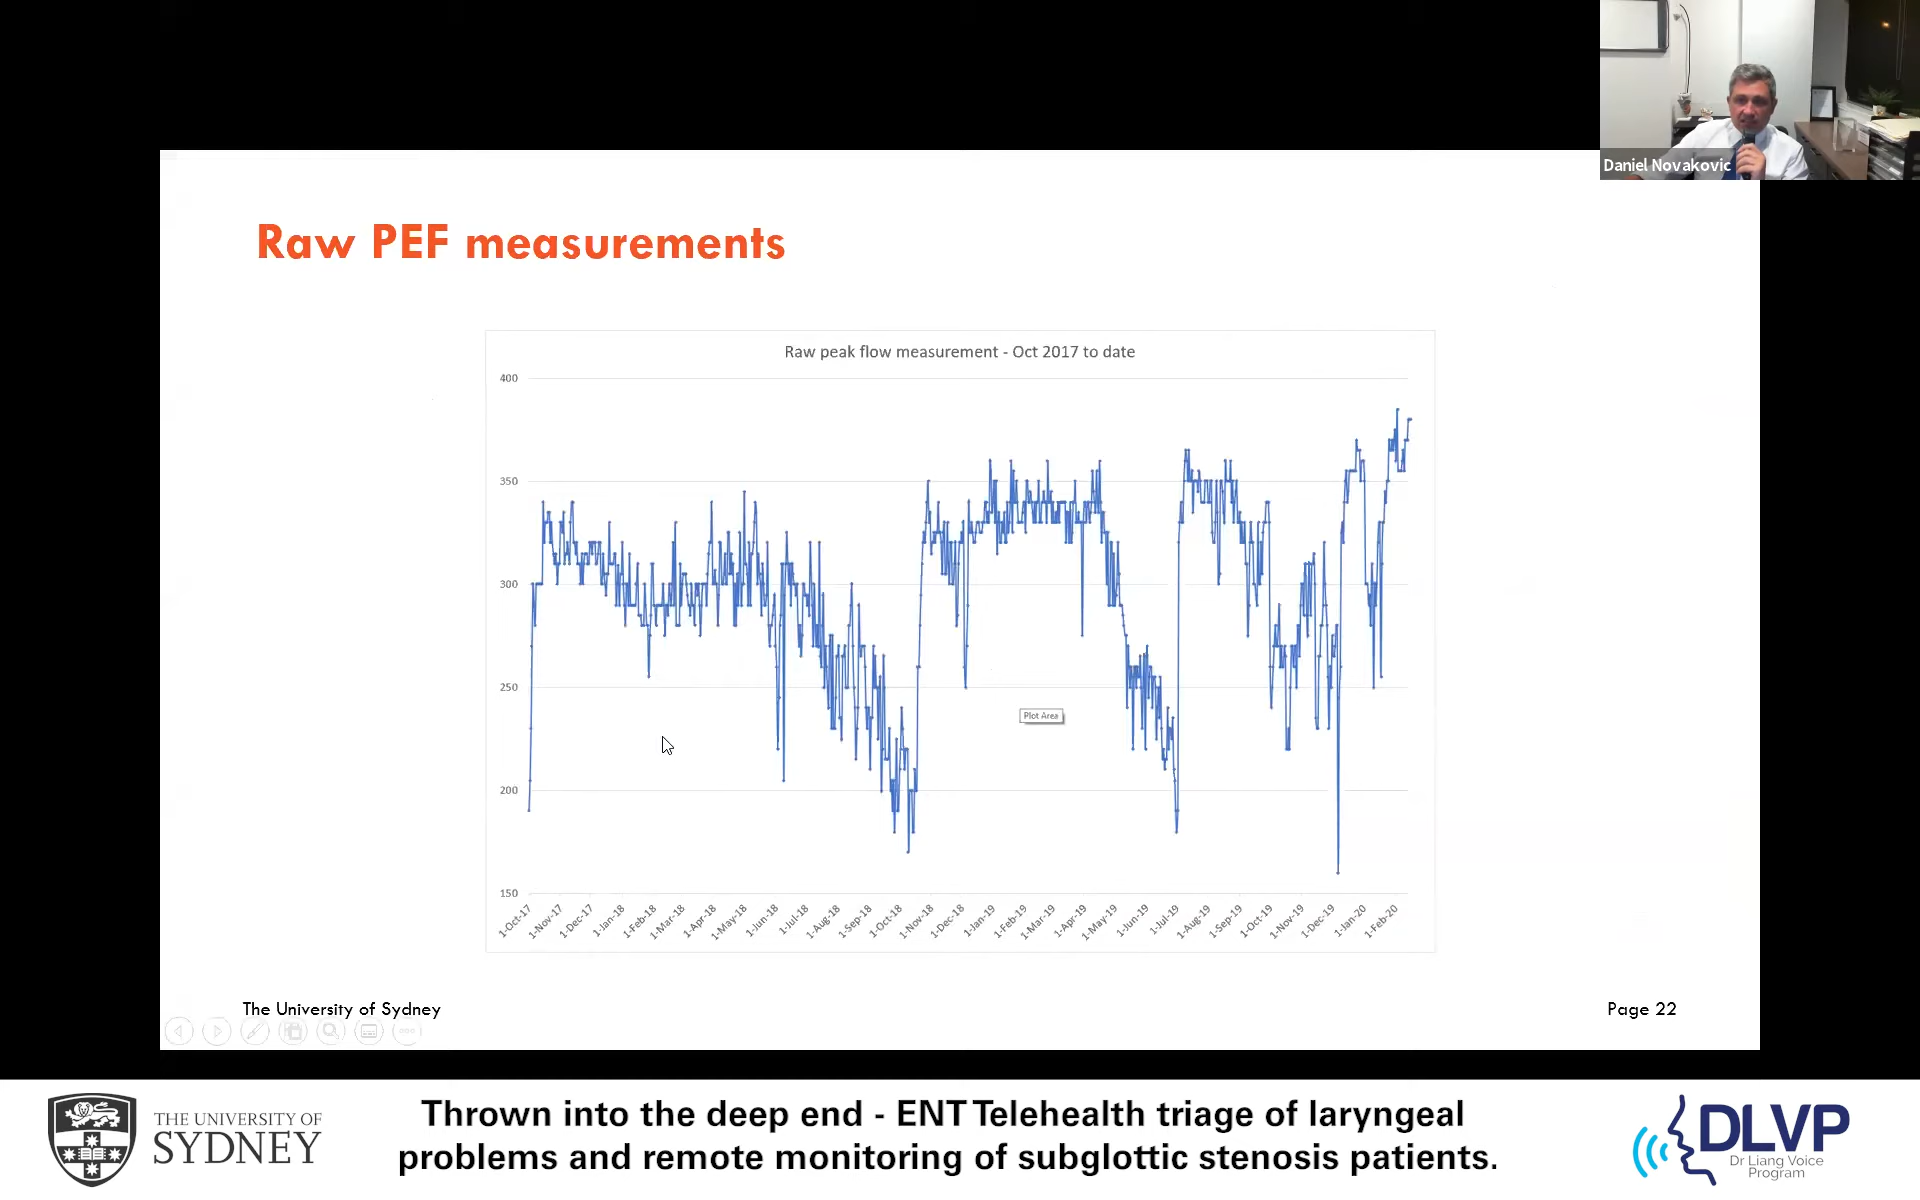 Daniel Novakovic
Raw PEF measurements
Raw peak flow measurement - Oct 2017 to date
400
350
300
250
200
150
Plot Area
1-Oct-17
1-Nov-17
1-Dec-17
1-Jan-18
1-Feb-18
1-Mar-18
1-Apr-18
1-May-18
1-Jun-18
1-Jul-18
1-Aug-18
1-Sep-18
1-Oct-18
1-Nov-18
1-Dec-18
1-Jan-19
1-Feb-19
1-Mar-19
1-Apr-19
1-May-19
1-Jun-19
1-Jul-19
1-Aug-19
1-Sep-19
1-Oct-19
1-Nov-19
1-Dec-19
1-Jan-20
1-Feb-20
The University of Sydney
Page 22
THE UNIVERSITY OF
SYDNEY
Thrown into the deep end - ENT Telehealth triage of laryngeal
problems and remote monitoring of subglottic stenosis patients.
DLVP
Dr Liang Voice
Program